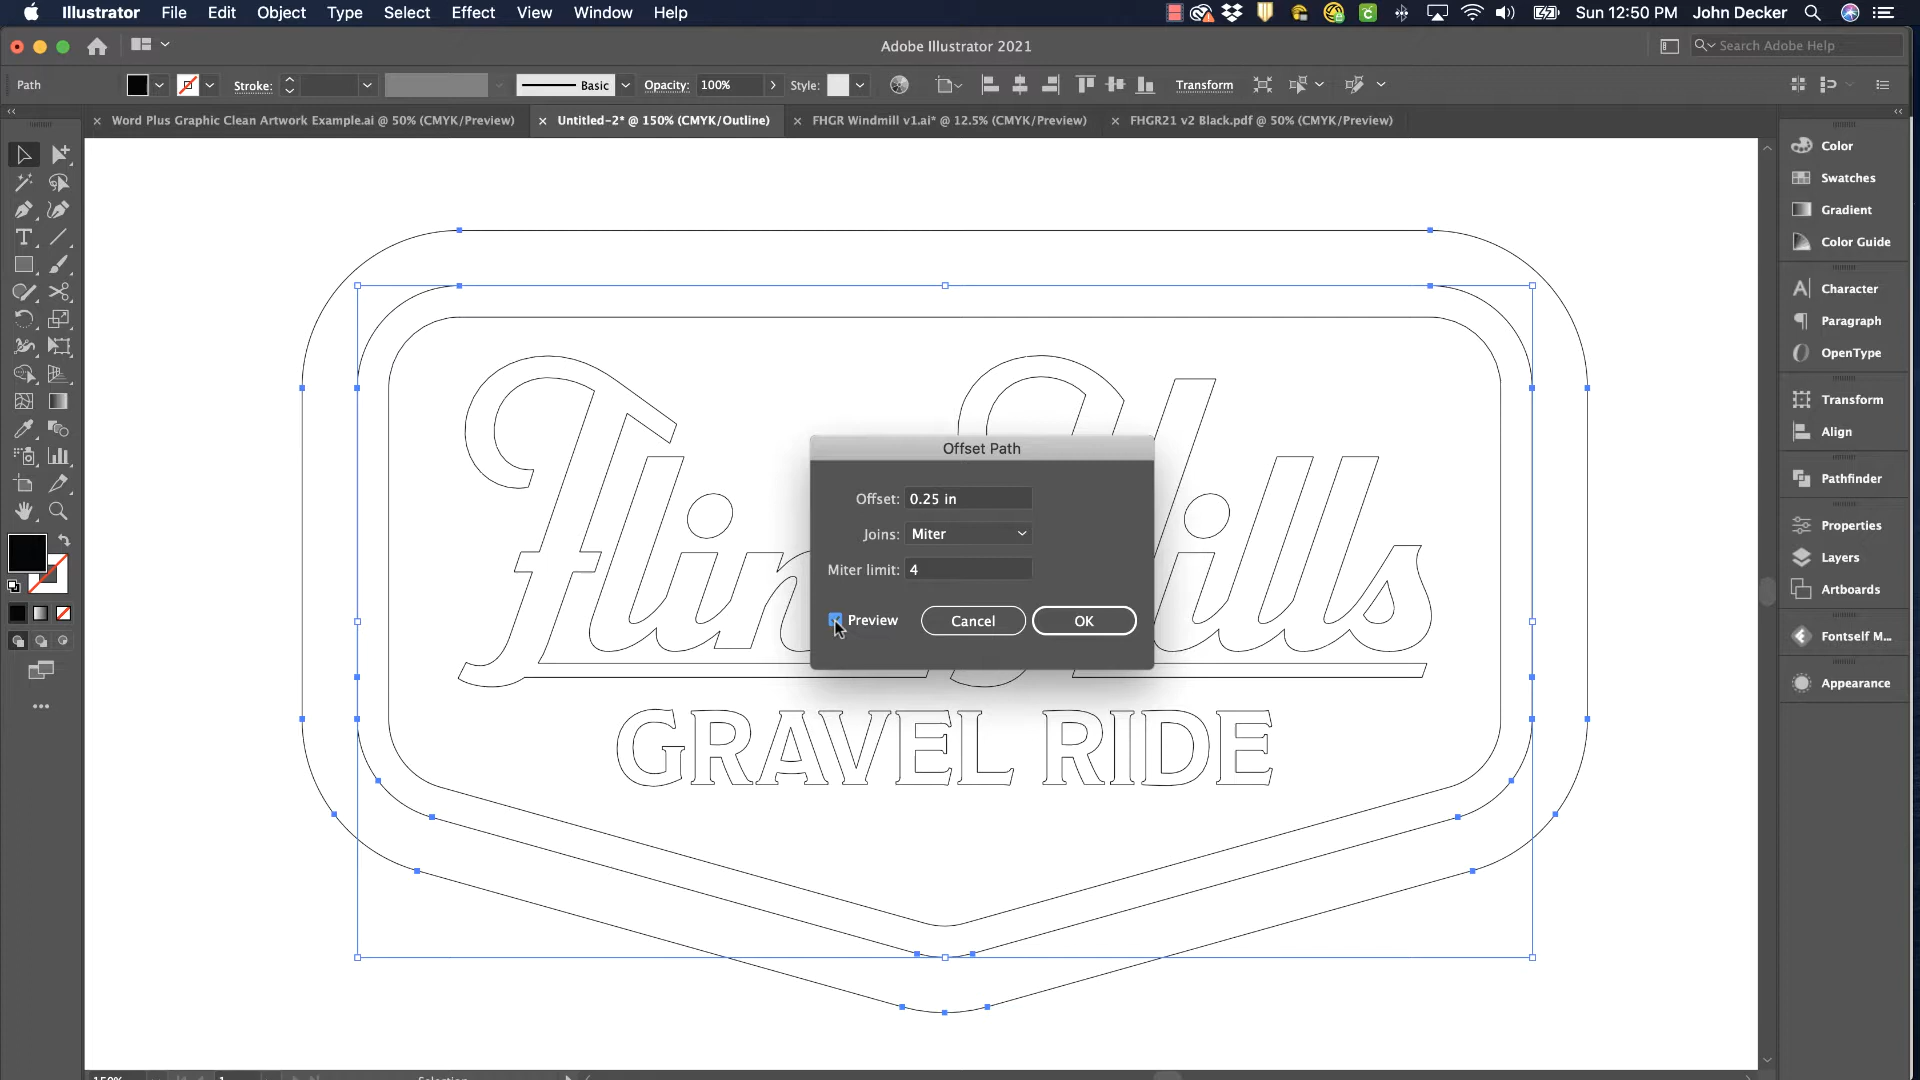 Illustrator File Edit Object Type Select Effect View Window Help Sun 12:50 PM John Decker
Adobe Illustrator 2021
Search Adobe Help
Path Stroke: Basic Opacity: 100% Style: Transform
Word Plus Graphic Clean Artwork Example.ai @ 50% (CMYK/Preview) Untitled-2* @ 150% (CMYK/Outline) FHGR Windmill v1.ai* @ 12.5% (CMYK/Preview) FHGR21 v2 Black.pdf @ 50% (CMYK/Preview)
Color
Swatches
Gradient
Color Guide
Character
Paragraph
OpenType
Transform
Align
Pathfinder
Properties
Layers
Artboards
Fontself M...
Appearance
Offset Path
Offset: 0.25 in
Joins: Miter
Miter limit: 4
Preview Cancel OK
GRAVEL RIDE
150% 1 Selection